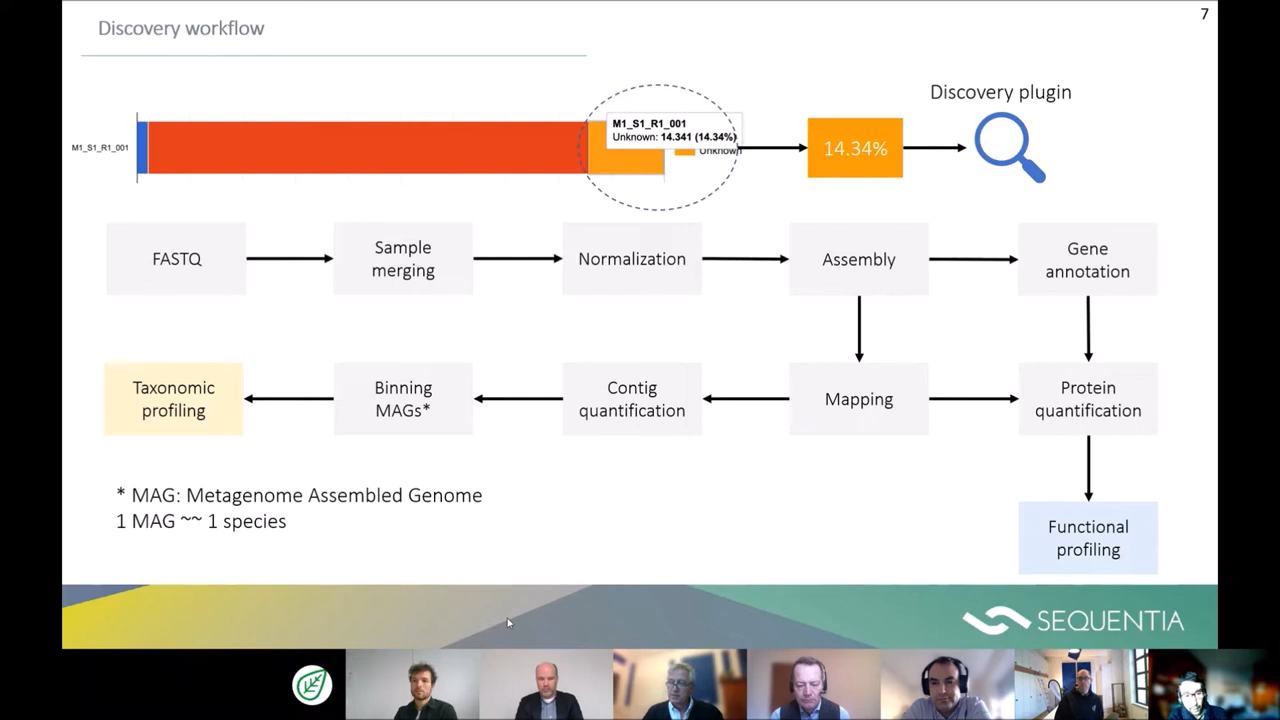 7
Discovery workflow
Discovery plugin
M1_S1_R1_001
M1_S1_R1_001
Unknown: 14.341 (14.34%)
Unknown
14.34%
FASTQ
Sample
merging
Normalization
Assembly
Gene
annotation
Taxonomic
profiling
Binning
MAGs*
Contig
quantification
Mapping
Protein
quantification
* MAG: Metagenome Assembled Genome
1 MAG ~~ 1 species
Functional
profiling
SEQUENTIA